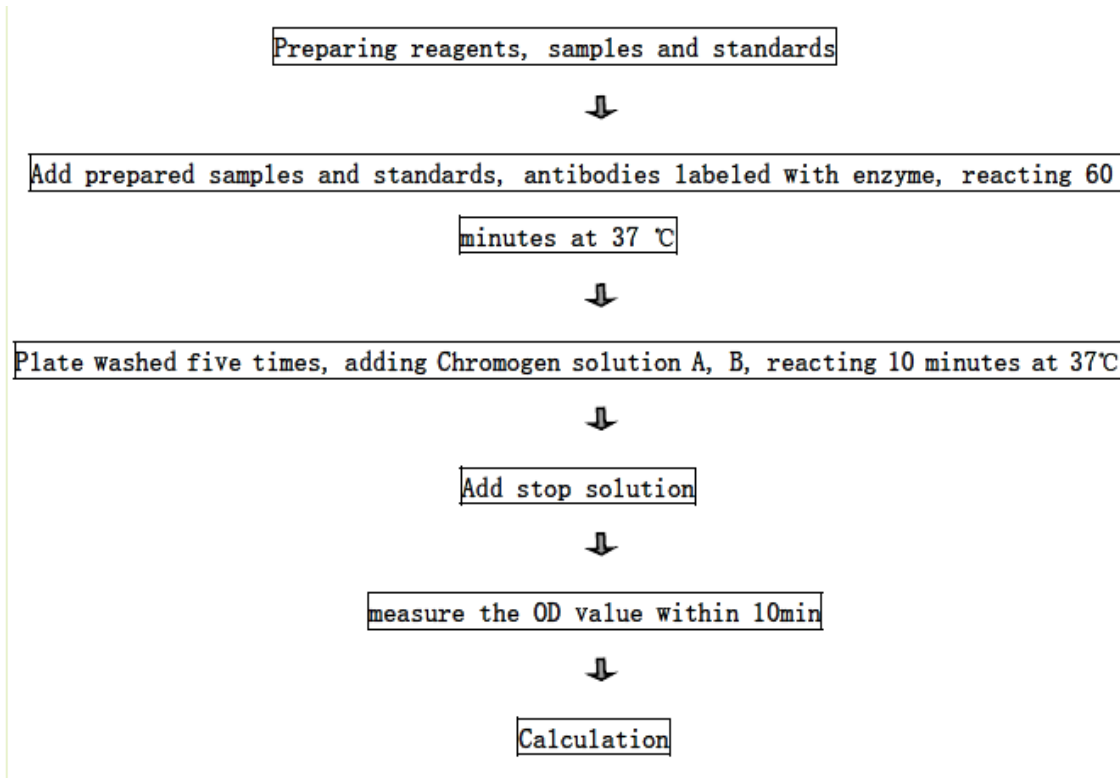 Preparing reagents, samples and standards
Add prepared samples and standards, antibodies labeled with enzyme, reacting 60
minutes at 37 ℃
Plate washed five times, adding Chromogen solution A, B, reacting 10 minutes at 37℃
Add stop solution
measure the OD value within 10min
Calculation